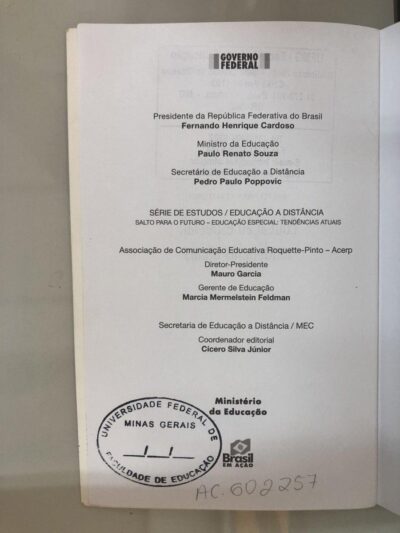 GOVERNO
FEDERAL
Presidente da República Federativa do Brasil
Fernando Henrique Cardoso
Ministro da Educação
Paulo Renato Souza
Secretário de Educação a Distância
Pedro Paulo Poppovic
SÉRIE DE ESTUDOS / EDUCAÇÃO A DISTÂNCIA
SALTO PARA O FUTURO – EDUCAÇÃO ESPECIAL: TENDÊNCIAS ATUAIS
Associação de Comunicação Educativa Roquette-Pinto – Acerp
Diretor-Presidente
Mauro Garcia
Gerente de Educação
Marcia Mermelstein Feldman
Secretaria de Educação a Distância / MEC
Coordenador editorial
Cícero Silva Júnior
Ministério
da Educação
UNIVERSIDADE FEDERAL DE
MINAS GERAIS
__/__/__
FACULDADE DE EDUCAÇÃO
Brasil
EM AÇÃO
AC. 602257